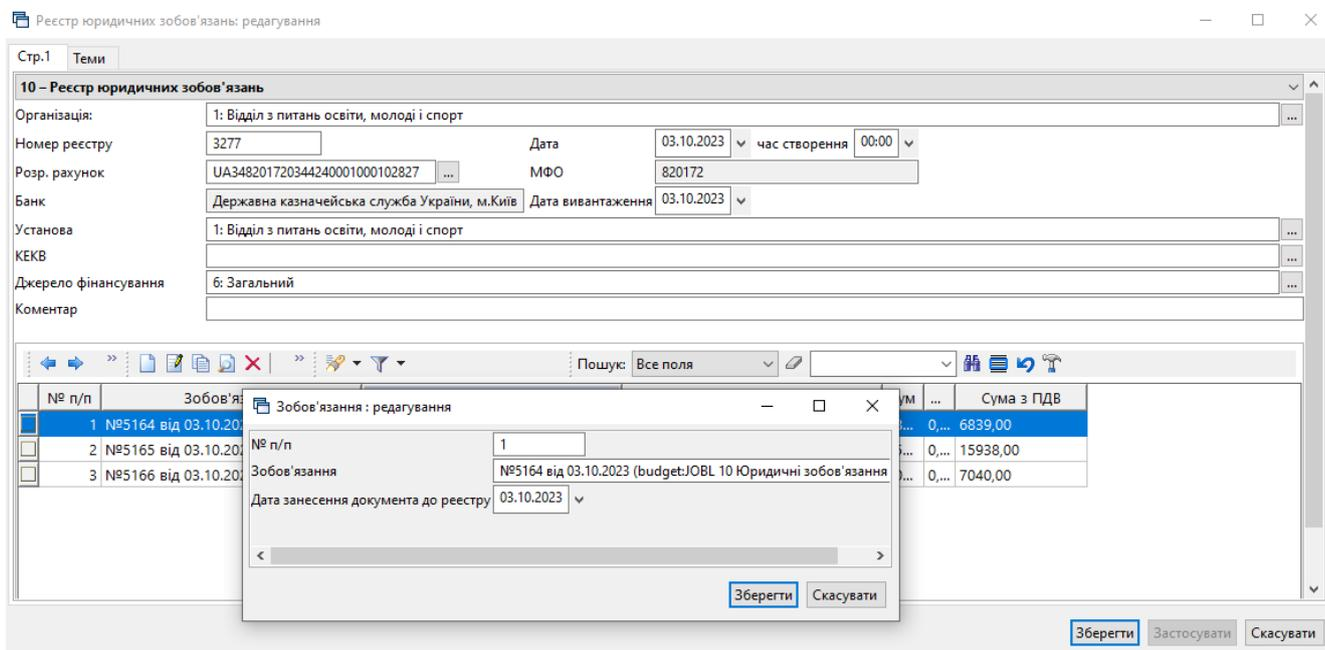 Реєстр юридичних зобов'язань: редагування
Стр.1 Теми
10 – Реєстр юридичних зобов'язань
Організація: 1: Відділ з питань освіти, молоді і спорт ...
Номер реєстру 3277 Дата 03.10.2023 час створення 00:00
Розр. рахунок UA348201720344240001000102827 ... МФО 820172
Банк Державна казначейська служба України, м.Київ Дата вивантаження 03.10.2023
Установа 1: Відділ з питань освіти, молоді і спорт ...
КЕКВ ...
Джерело фінансування 6: Загальний ...
Коментар
Пошук: Все поля
№ п/п Зобов'яз ум ... Сума з ПДВ
1 №5164 від 03.10.202 0,... 6839,00
2 №5165 від 03.10.202 0,... 15938,00
3 №5166 від 03.10.202 0,... 7040,00
Зобов'язання : редагування
№ п/п 1
Зобов'язання №5164 від 03.10.2023 (budget:JOBL 10 Юридичні зобов'язання
Дата занесення документа до реєстру 03.10.2023
Зберегти Скасувати
Зберегти Застосувати Скасувати